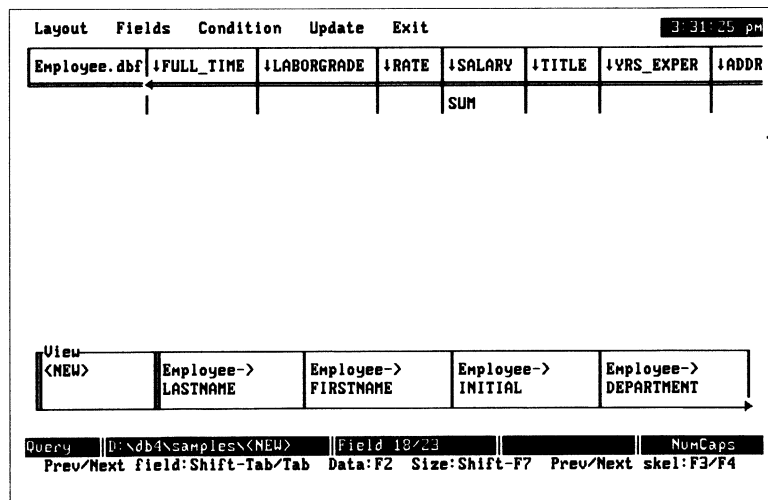 Layout Fields Condition Update Exit 3:31:25 pm
Employee.dbf ↓FULL_TIME ↓LABORGRADE ↓RATE ↓SALARY ↓TITLE ↓YRS_EXPER ↓ADDR
SUM
View
<NEW> Employee-> Employee-> Employee-> Employee->
LASTNAME FIRSTNAME INITIAL DEPARTMENT
Query D:\db4\samples\<NEW> Field 18/23 NumCaps
Prev/Next field:Shift-Tab/Tab Data:F2 Size:Shift-F7 Prev/Next skel:F3/F4